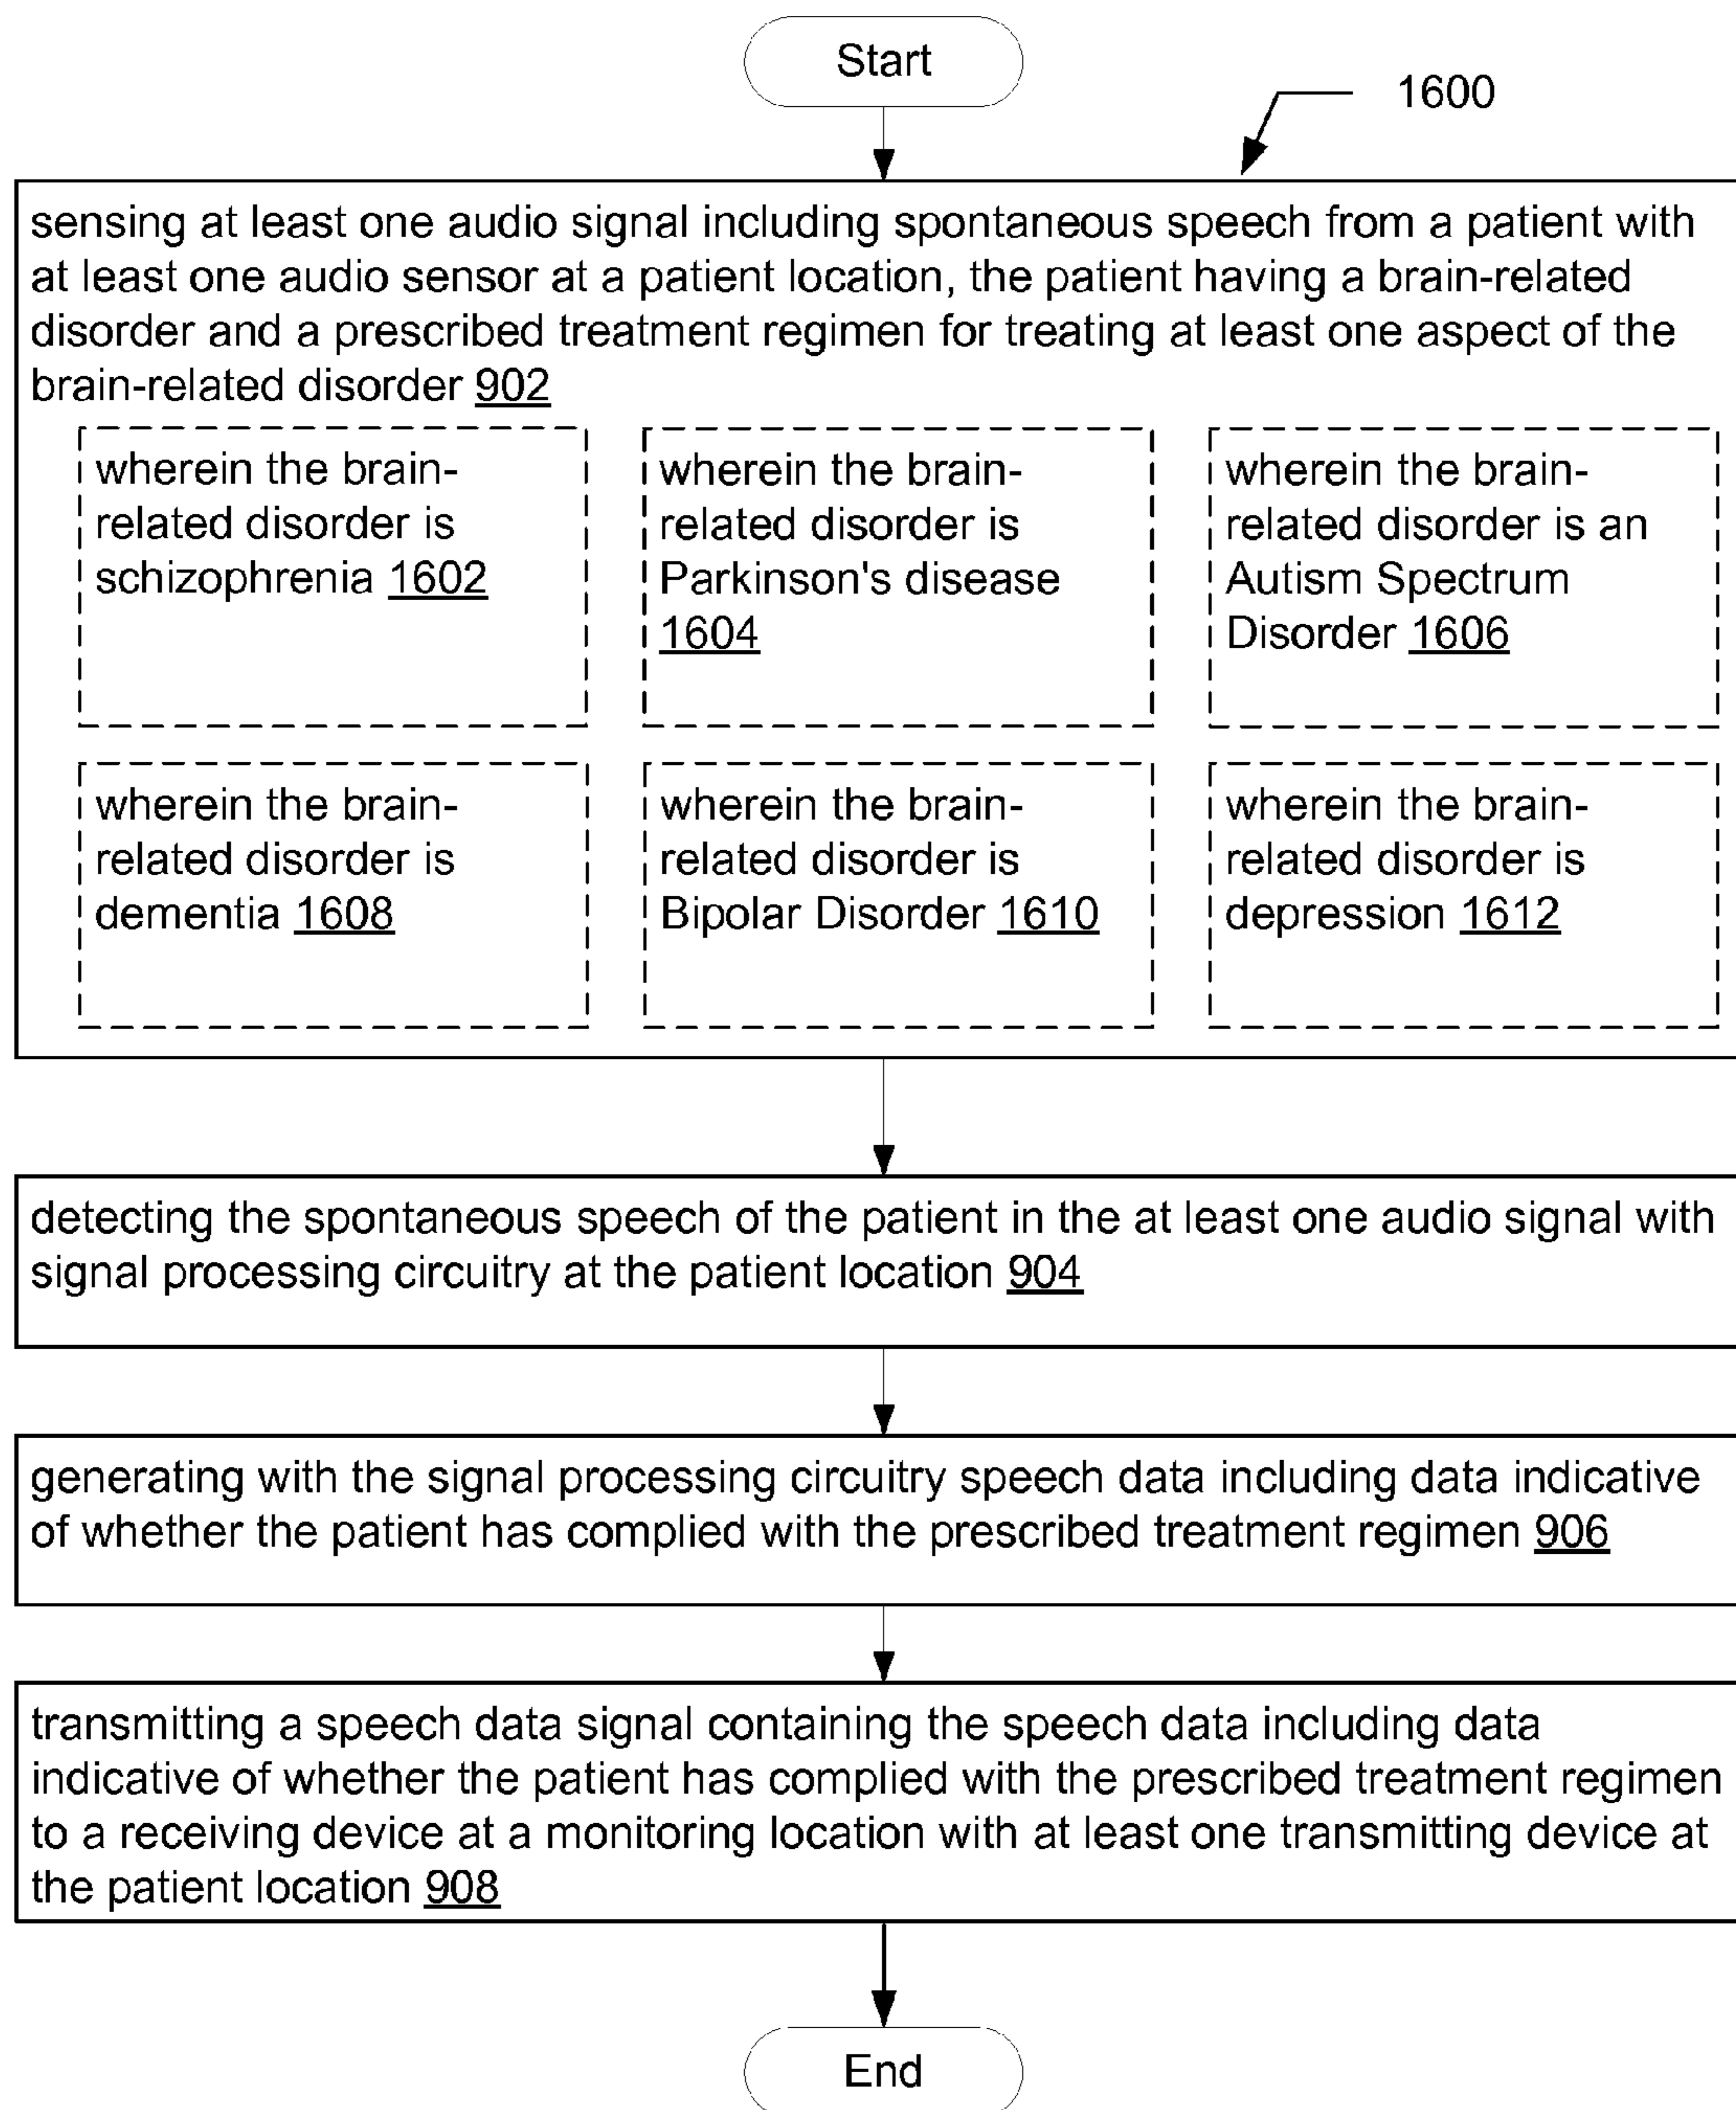 Start
1600
sensing at least one audio signal including spontaneous speech from a patient with
at least one audio sensor at a patient location, the patient having a brain-related
disorder and a prescribed treatment regimen for treating at least one aspect of the
brain-related disorder 902
wherein the brain-
related disorder is
schizophrenia 1602
wherein the brain-
related disorder is
Parkinson's disease
1604
wherein the brain-
related disorder is an
Autism Spectrum
Disorder 1606
wherein the brain-
related disorder is
dementia 1608
wherein the brain-
related disorder is
Bipolar Disorder 1610
wherein the brain-
related disorder is
depression 1612
detecting the spontaneous speech of the patient in the at least one audio signal with
signal processing circuitry at the patient location 904
generating with the signal processing circuitry speech data including data indicative
of whether the patient has complied with the prescribed treatment regimen 906
transmitting a speech data signal containing the speech data including data
indicative of whether the patient has complied with the prescribed treatment regimen
to a receiving device at a monitoring location with at least one transmitting device at
the patient location 908
End